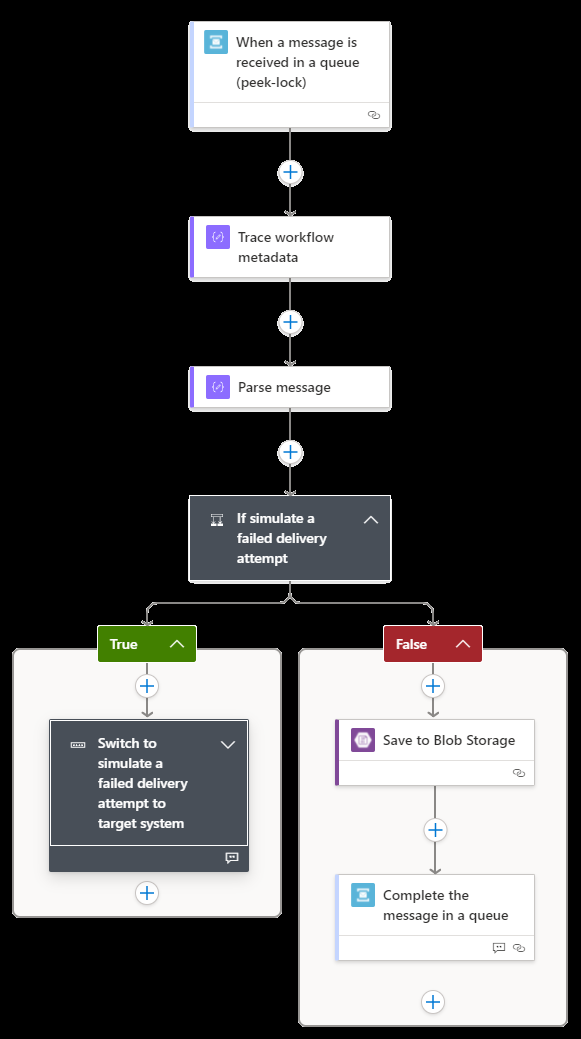 When a message is
received in a queue
(peek-lock)
Trace workflow
metadata
Parse message
If simulate a
failed delivery
attempt
True
False
Switch to
simulate a
failed delivery
attempt to
target system
Save to Blob Storage
Complete the
message in a queue